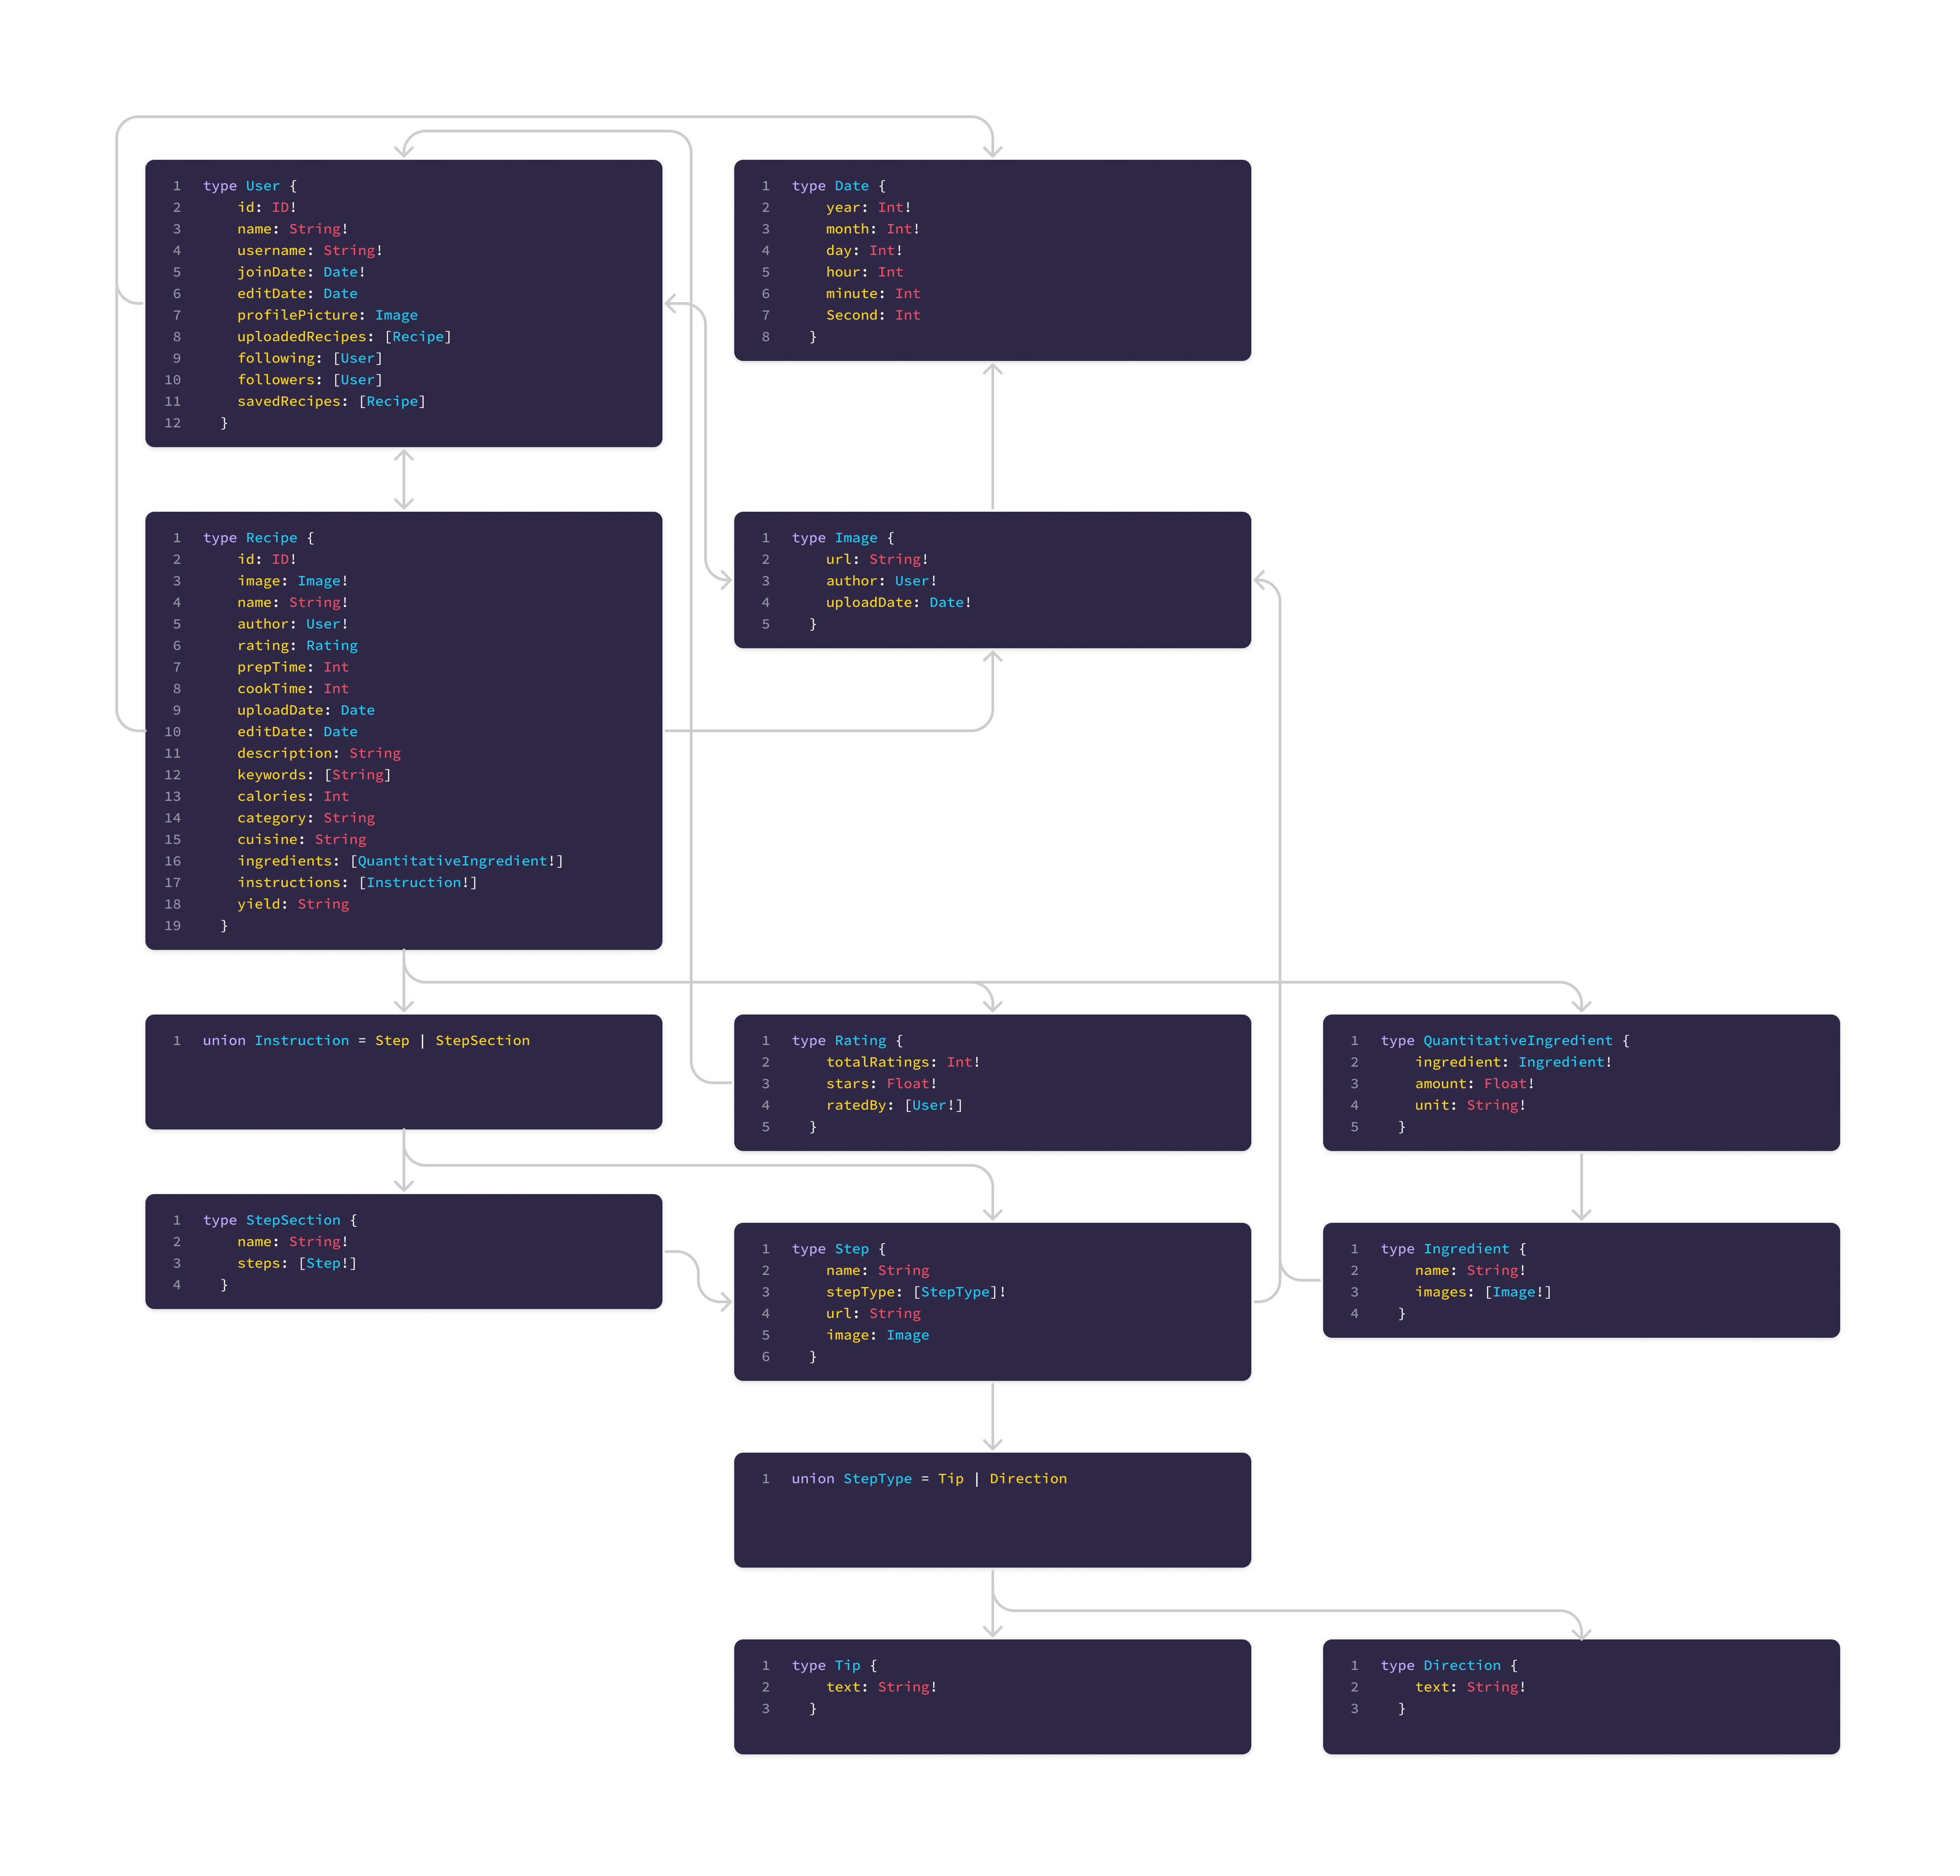 1 type User {
2 id: ID!
3 name: String!
4 username: String!
5 joinDate: Date!
6 editDate: Date
7 profilePicture: Image
8 uploadedRecipes: [Recipe]
9 following: [User]
10 followers: [User]
11 savedRecipes: [Recipe]
12 }
1 type Date {
2 year: Int!
3 month: Int!
4 day: Int!
5 hour: Int
6 minute: Int
7 Second: Int
8 }
1 type Recipe {
2 id: ID!
3 image: Image!
4 name: String!
5 author: User!
6 rating: Rating
7 prepTime: Int
8 cookTime: Int
9 uploadDate: Date
10 editDate: Date
11 description: String
12 keywords: [String]
13 calories: Int
14 category: String
15 cuisine: String
16 ingredients: [QuantitativeIngredient!]
17 instructions: [Instruction!]
18 yield: String
19 }
1 type Image {
2 url: String!
3 author: User!
4 uploadDate: Date!
5 }
1 union Instruction = Step | StepSection
1 type Rating {
2 totalRatings: Int!
3 stars: Float!
4 ratedBy: [User!]
5 }
1 type QuantitativeIngredient {
2 ingredient: Ingredient!
3 amount: Float!
4 unit: String!
5 }
1 type StepSection {
2 name: String!
3 steps: [Step!]
4 }
1 type Step {
2 name: String
3 stepType: [StepType]!
4 url: String
5 image: Image
6 }
1 type Ingredient {
2 name: String!
3 images: [Image!]
4 }
1 union StepType = Tip | Direction
1 type Tip {
2 text: String!
3 }
1 type Direction {
2 text: String!
3 }